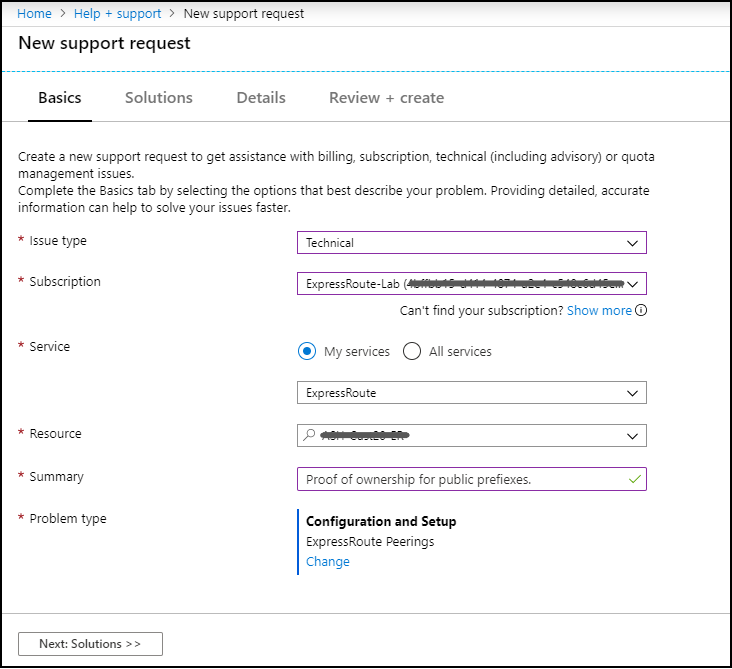 Home > Help + support > New support request
New support request
Basics Solutions Details Review + create
Create a new support request to get assistance with billing, subscription, technical (including advisory) or quota
management issues.
Complete the Basics tab by selecting the options that best describe your problem. Providing detailed, accurate
information can help to solve your issues faster.
* Issue type Technical
* Subscription ExpressRoute-Lab (
Can't find your subscription? Show more
* Service My services All services
ExpressRoute
* Resource
* Summary Proof of ownership for public prefiexes.
* Problem type Configuration and Setup
ExpressRoute Peerings
Change
Next: Solutions >>